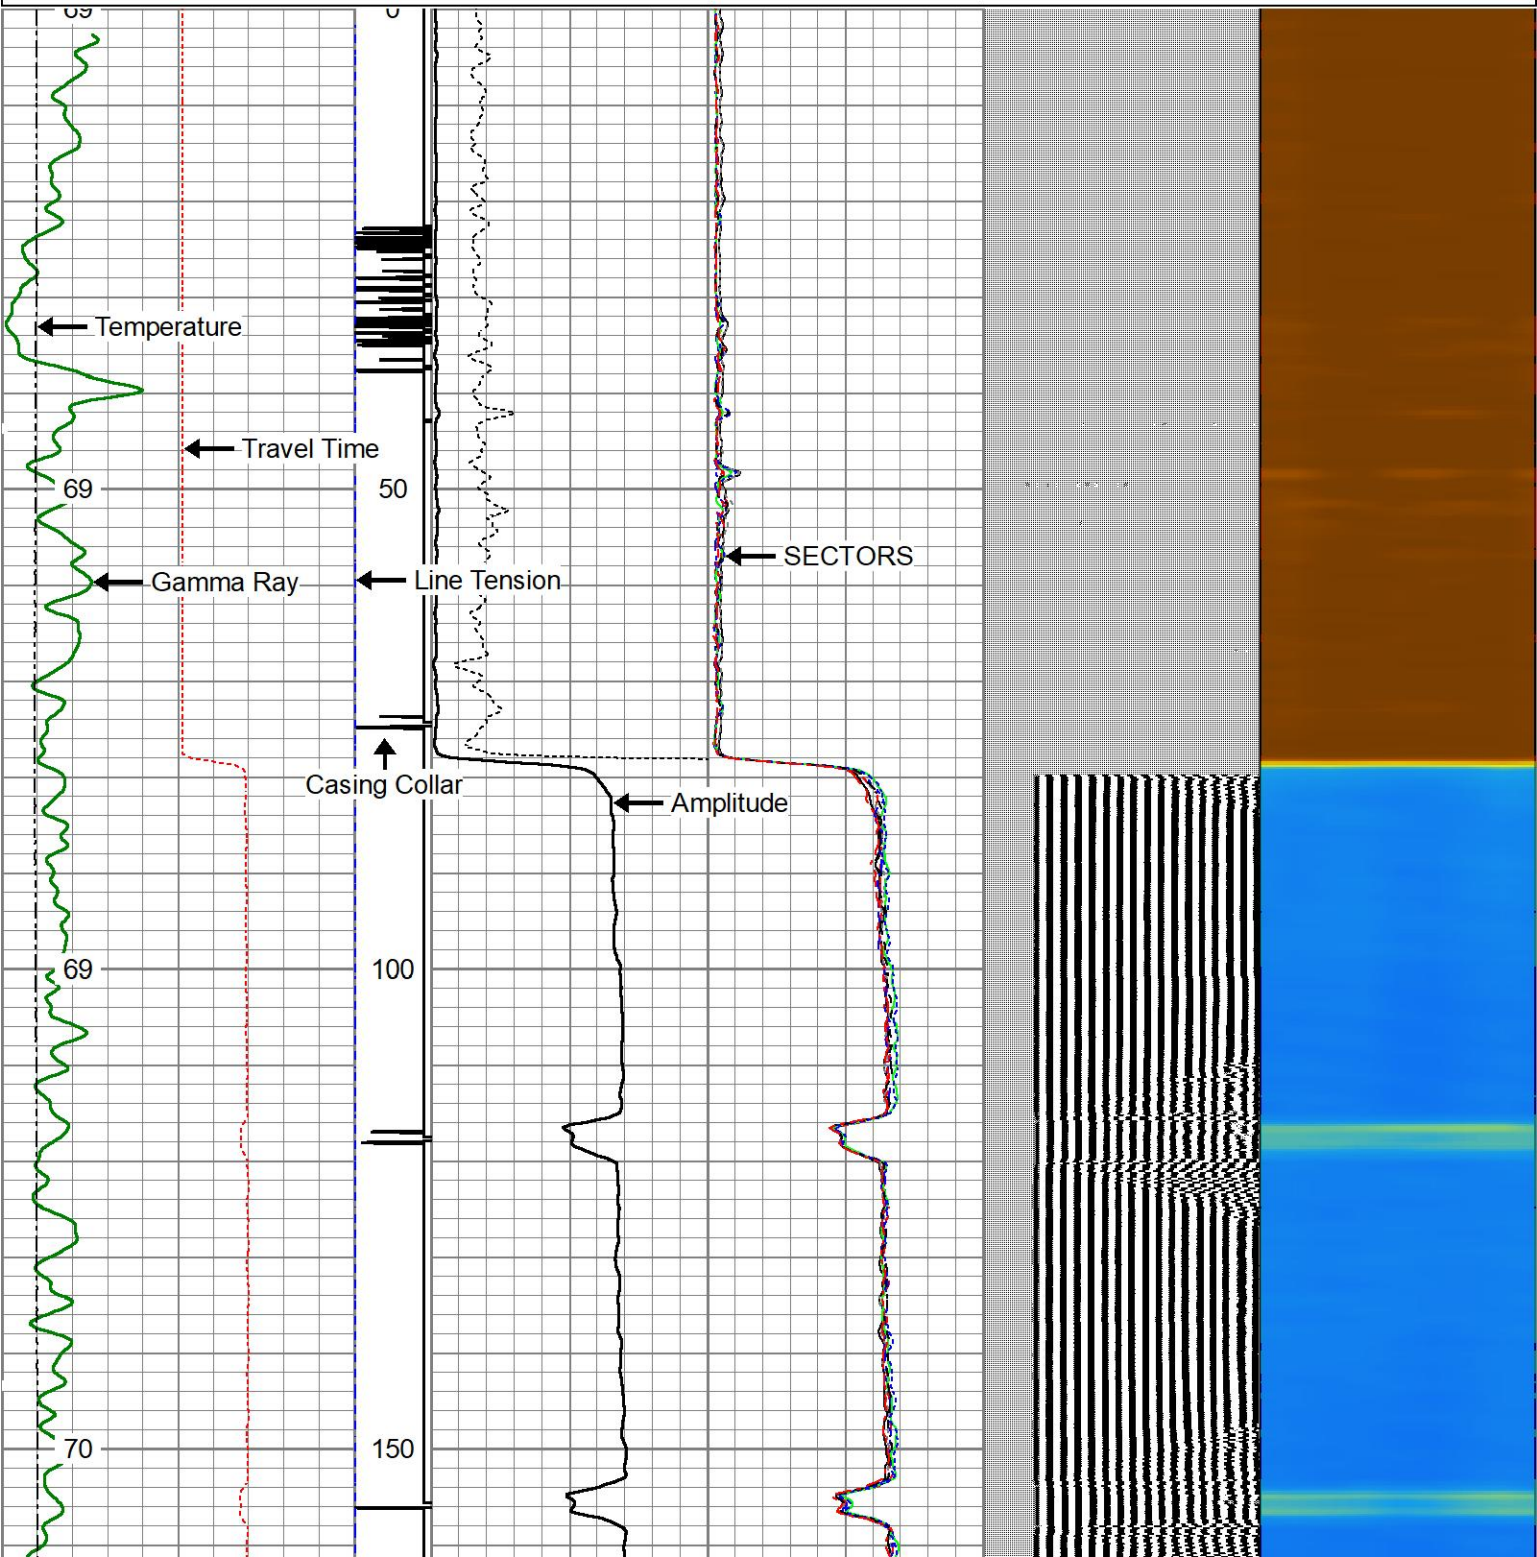 69 0
Temperature
Travel Time
69 50
SECTORS
Gamma Ray Line Tension
Casing Collar
Amplitude
69 100
70 150